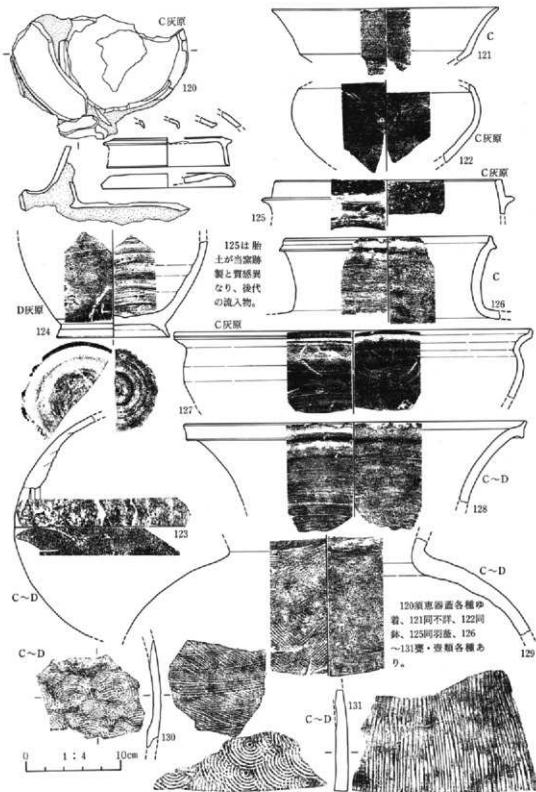 C灰原
120
C
121
C灰原
122
C灰原
125
125は胎
土が当窯跡
製と質感異
なり、後代
の流入物。
D灰原
124
C
126
C灰原
127
C～D
128
123
C～D
C～D
129
120須恵器蓋各種ゆ
着、121同不詳、122同
鉢、125同羽釜、126
～131甕・壺類各種あ
り。
C～D
130
C～D
131
0 1:4 10cm